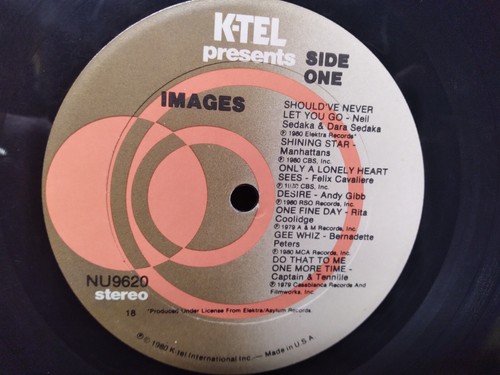 K-TEL
presents
SIDE
ONE
IMAGES
SHOULD'VE NEVER
LET YOU GO - Neil
Sedaka & Dara Sedaka
℗ 1980 Elektra Records*
SHINING STAR -
Manhattans
℗ 1980 CBS, Inc.
ONLY A LONELY HEART
SEES - Felix Cavaliere
℗ 1980 CBS, Inc.
DESIRE - Andy Gibb
℗ 1980 RSO Records, Inc.
ONE FINE DAY - Rita
Coolidge
℗ 1979 A & M Records, Inc.
GEE WHIZ - Bernadette
Peters
℗ 1980 MCA Records, Inc.
DO THAT TO ME
ONE MORE TIME -
Captain & Tennille
℗ 1979 Casablanca Records And
Filmworks, Inc.
NU9620
stereo
18
*Produced Under License From Elektra/Asylum Records
℗ © 1980 K-tel International Inc. — Made in U.S.A.